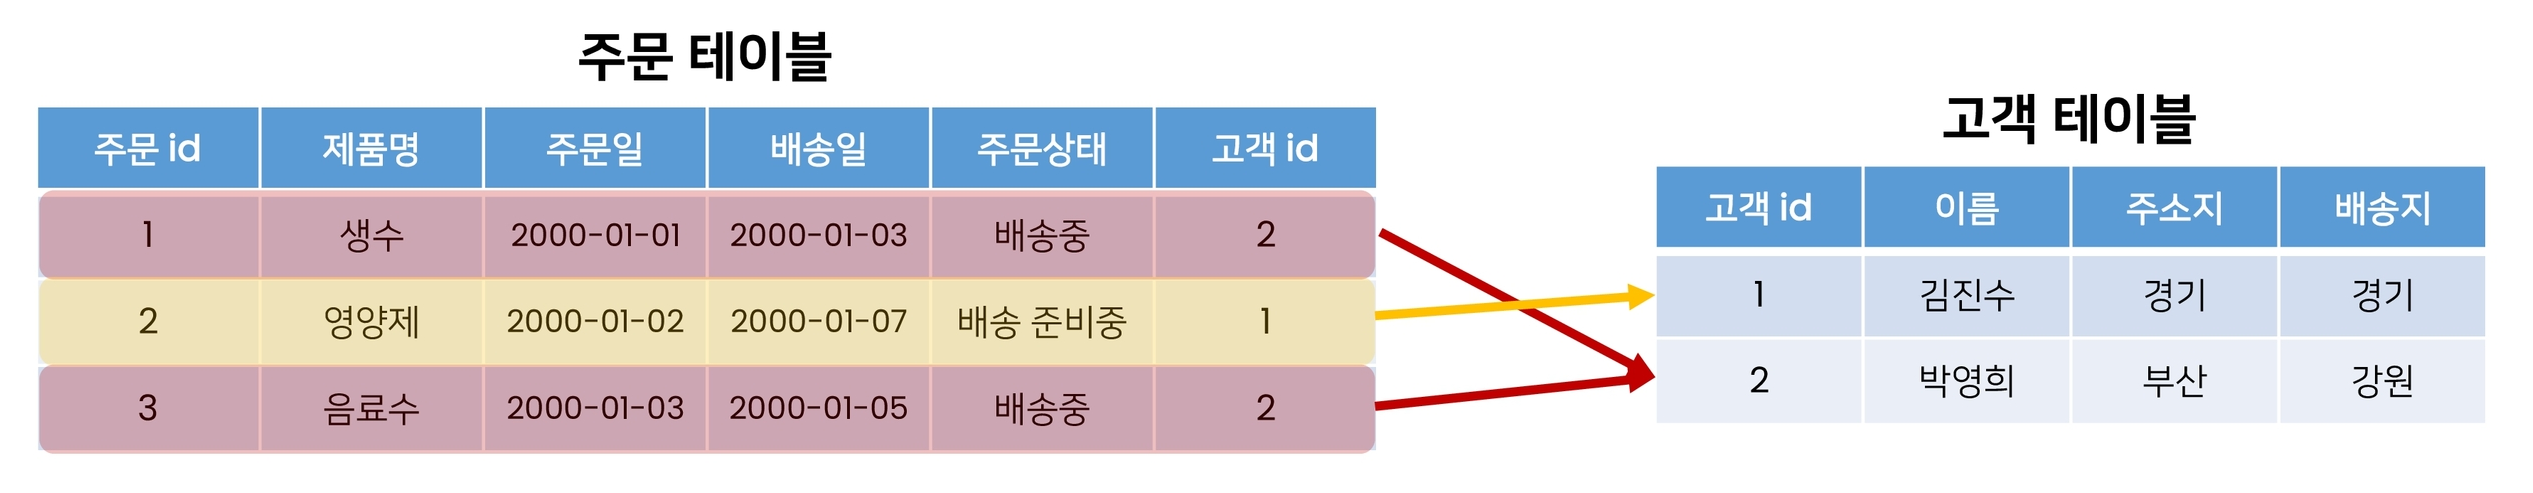 주문 테이블
주문 id 제품명 주문일 배송일 주문상태 고객 id
1 생수 2000-01-01 2000-01-03 배송중 2
2 영양제 2000-01-02 2000-01-07 배송 준비중 1
3 음료수 2000-01-03 2000-01-05 배송중 2
고객 테이블
고객 id 이름 주소지 배송지
1 김진수 경기 경기
2 박영희 부산 강원